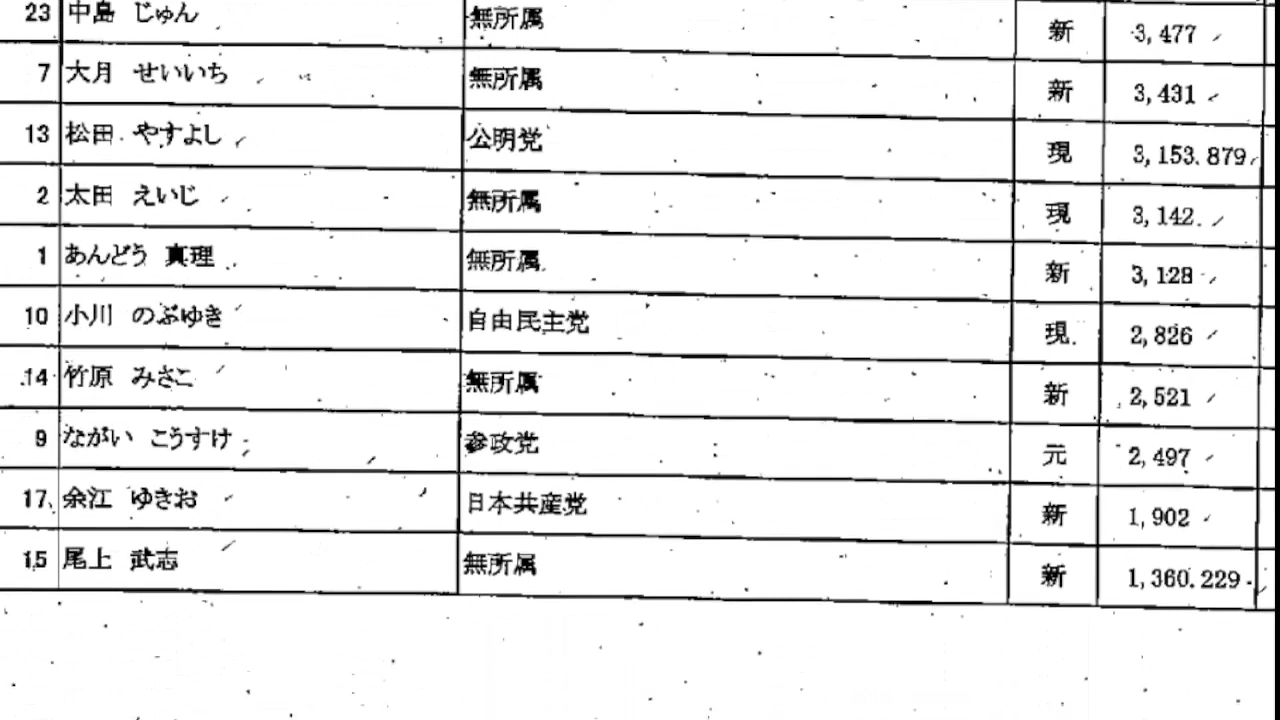 23 中島 じゅん 無所属 新 3,477
7 大月 せいいち 無所属 新 3,431
13 松田 やすよし 公明党 現 3,153.879
2 太田 えいじ 無所属 現 3,142
1 あんどう 真理 無所属 新 3,128
10 小川 のぶゆき 自由民主党 現 2,826
14 竹原 みさこ 無所属 新 2,521
9 ながい こうすけ 参政党 元 2,497
17 余江 ゆきお 日本共産党 新 1,902
15 尾上 武志 無所属 新 1,360.229